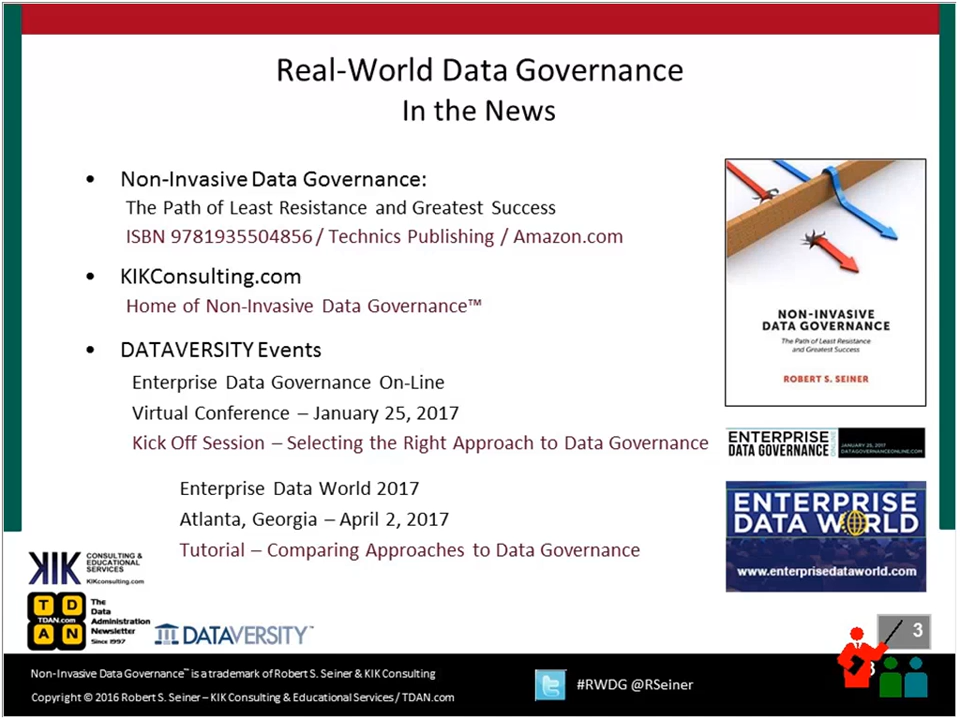 Real-World Data Governance
In the News
• Non-Invasive Data Governance:
The Path of Least Resistance and Greatest Success
ISBN 9781935504856 / Technics Publishing / Amazon.com
• KIKConsulting.com
Home of Non-Invasive Data Governance™
• DATAVERSITY Events
Enterprise Data Governance On-Line
Virtual Conference – January 25, 2017
Kick Off Session – Selecting the Right Approach to Data Governance
Enterprise Data World 2017
Atlanta, Georgia – April 2, 2017
Tutorial – Comparing Approaches to Data Governance
NON-INVASIVE
DATA GOVERNANCE
The Path of Least Resistance
and Greatest Success
ROBERT S. SEINER
ENTERPRISE
DATA GOVERNANCE
ONLINE
JANUARY 25, 2017
DATAGOVERNANCEONLINE.COM
ENTERPRISE
DATA WORLD
www.enterprisedataworld.com
KIK
CONSULTING &
EDUCATIONAL
SERVICES
KIKconsulting.com
TD
TDAN.com
AN
The
Data
Administration
Newsletter
Since 1997
DATAVERSITY™
3
Non-Invasive Data Governance™ is a trademark of Robert S. Seiner & KIK Consulting
Copyright © 2016 Robert S. Seiner – KIK Consulting & Educational Services / TDAN.com
#RWDG @RSeiner
3